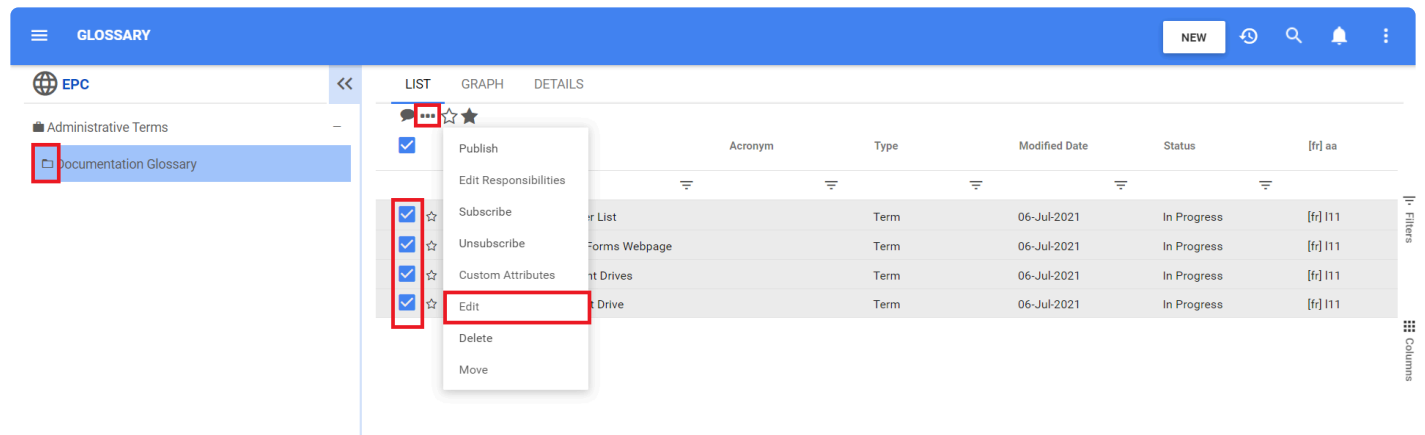 GLOSSARY
NEW
EPC
LIST GRAPH DETAILS
Administrative Terms
Documentation Glossary
Publish
Edit Responsibilities
Subscribe
Unsubscribe
Custom Attributes
Edit
Delete
Move
Acronym Type Modified Date Status [fr] aa
List Term 06-Jul-2021 In Progress [fr] l11
Forms Webpage Term 06-Jul-2021 In Progress [fr] l11
Drives Term 06-Jul-2021 In Progress [fr] l11
Drive Term 06-Jul-2021 In Progress [fr] l11
Filters
Columns